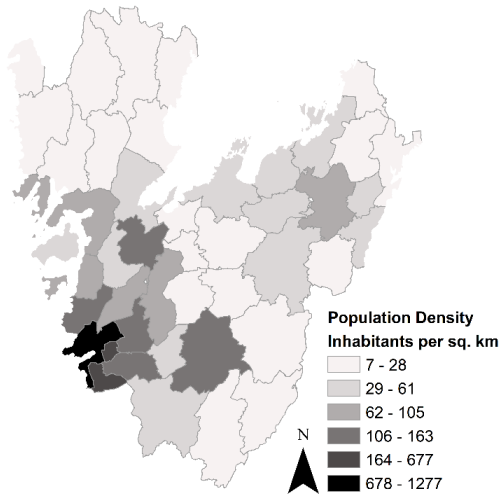 Population Density
Inhabitants per sq. km
7 - 28
29 - 61
62 - 105
106 - 163
164 - 677
678 - 1277
N